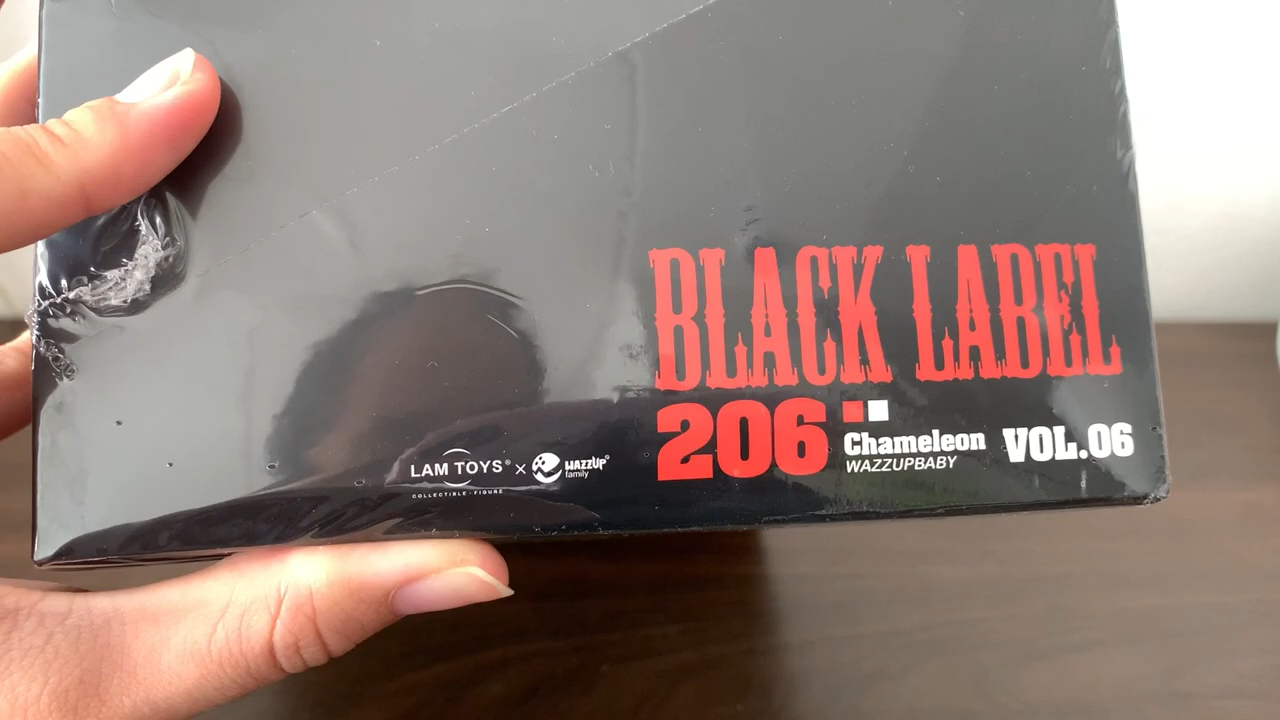 BLACK LABEL
206
Chameleon
WAZZUPBABY
VOL.06
LAM TOYS® × WAZZUP
family
COLLECTIBLE · FIGURE